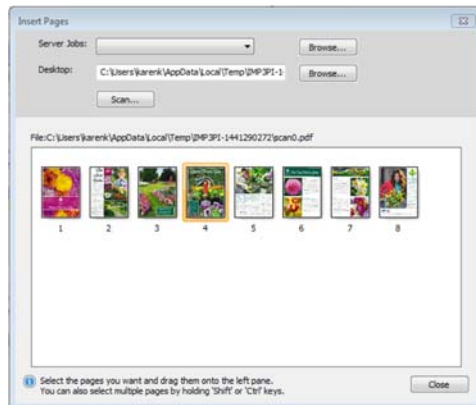 Insert Pages
Server Jobs:
Browse...
Desktop:
C:\Users\karenk\AppData\Local\Temp\IMP3PI-1
Browse...
Scan...
File:C:\Users\karenk\AppData\Local\Temp\IMP3PI-1441290272\scan0.pdf
1 2 3 4 5 6 7 8
Select the pages you want and drag them onto the left pane.
You can also select multiple pages by holding 'Shift' or 'Ctrl' keys.
Close